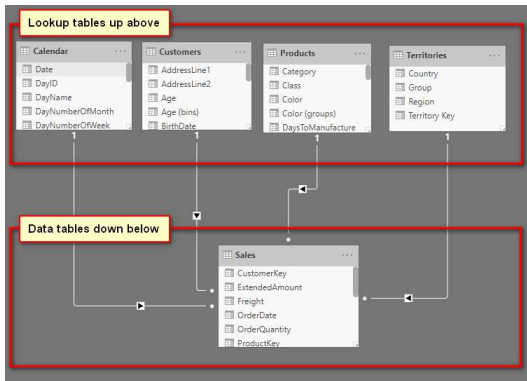 Lookup tables up above
Calendar
Date
DayID
DayName
DayNumberOfMonth
DayNumberOfWeek
Customers
AddressLine1
AddressLine2
Age
Age (bins)
BirthDate
Products
Category
Class
Color
Color (groups)
DaysToManufacture
Territories
Country
Group
Region
Territory Key
1
1
1
1
Data tables down below
*
*
*
*
Sales
CustomerKey
ExtendedAmount
Freight
OrderDate
OrderQuantity
ProductKey